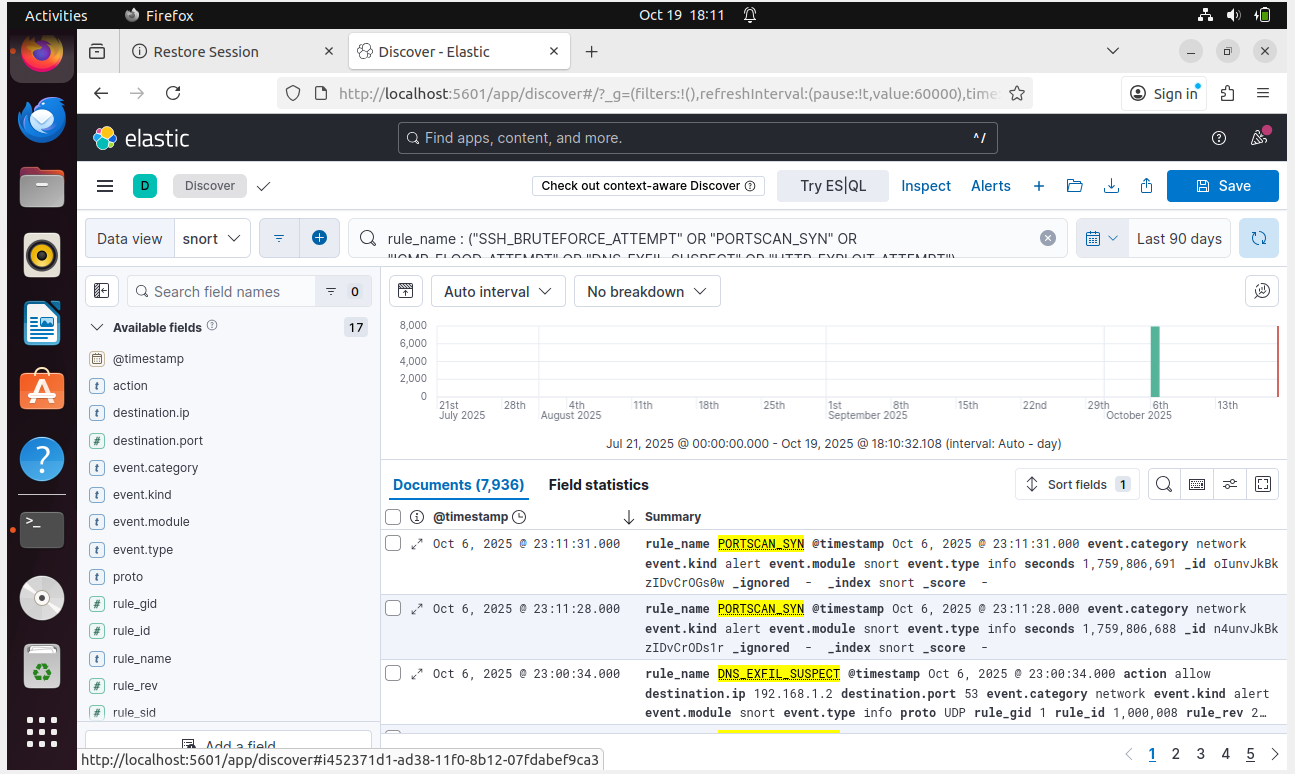 Activities Firefox Oct 19 18:11
Restore Session × Discover - Elastic × +
http://localhost:5601/app/discover#/?_g=(filters:!(),refreshInterval:(pause:!t,value:60000),time Sign in
elastic Find apps, content, and more. ^/
D Discover Check out context-aware Discover Try ES|QL Inspect Alerts + Save
Data view snort rule_name : ("SSH_BRUTEFORCE_ATTEMPT" OR "PORTSCAN_SYN" OR Last 90 days
"ICMP_FLOOD_ATTEMPT" OR "DNS_EXFIL_SUSPECT" OR "HTTP_EXPLOIT_ATTEMPT")
Search field names 0 Auto interval No breakdown
Available fields 17
@timestamp
action
destination.ip
destination.port
event.category
event.kind
event.module
event.type
proto
rule_gid
rule_id
rule_name
rule_rev
rule_sid
Add a field
8,000
6,000
4,000
2,000
0
21st 28th 4th 11th 18th 25th 1st 8th 15th 22nd 29th 6th 13th
July 2025 August 2025 September 2025 October 2025
Jul 21, 2025 @ 00:00:00.000 - Oct 19, 2025 @ 18:10:32.108 (interval: Auto - day)
Documents (7,936) Field statistics Sort fields 1
@timestamp Summary
Oct 6, 2025 @ 23:11:31.000 rule_name PORTSCAN_SYN @timestamp Oct 6, 2025 @ 23:11:31.000 event.category network
event.kind alert event.module snort event.type info seconds 1,759,806,691 _id oIunvJkBk
zIDvCrOGs0w _ignored - _index snort _score -
Oct 6, 2025 @ 23:11:28.000 rule_name PORTSCAN_SYN @timestamp Oct 6, 2025 @ 23:11:28.000 event.category network
event.kind alert event.module snort event.type info seconds 1,759,806,688 _id n4unvJkBk
zIDvCrODs1r _ignored - _index snort _score -
Oct 6, 2025 @ 23:00:34.000 rule_name DNS_EXFIL_SUSPECT @timestamp Oct 6, 2025 @ 23:00:34.000 action allow
destination.ip 192.168.1.2 destination.port 53 event.category network event.kind alert
event.module snort event.type info proto UDP rule_gid 1 rule_id 1,000,008 rule_rev 2…
1 2 3 4 5
http://localhost:5601/app/discover#i452371d1-ad38-11f0-8b12-07fdabef9ca3